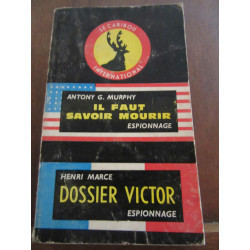 LE CARIBOU
INTERNATIONAL
ANTONY G. MURPHY
IL FAUT
SAVOIR MOURIR
ESPIONNAGE
HENRI MARCE
DOSSIER VICTOR
ESPIONNAGE